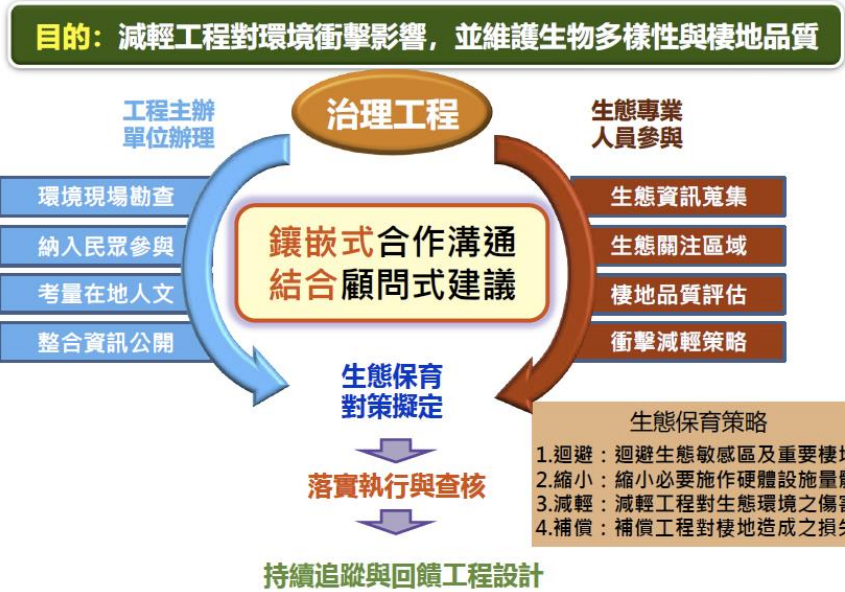 目的：減輕工程對環境衝擊影響，並維護生物多樣性與棲地品質
治理工程
工程主辦
單位辦理
環境現場勘查
納入民眾參與
考量在地人文
整合資訊公開
生態專業
人員參與
生態資訊蒐集
生態關注區域
棲地品質評估
衝擊減輕策略
鑲嵌式合作溝通
結合顧問式建議
生態保育
對策擬定
落實執行與查核
持續追蹤與回饋工程設計
生態保育策略
1.迴避：迴避生態敏感區及重要棲地
2.縮小：縮小必要施作硬體設施量體
3.減輕：減輕工程對生態環境之傷害
4.補償：補償工程對棲地造成之損失